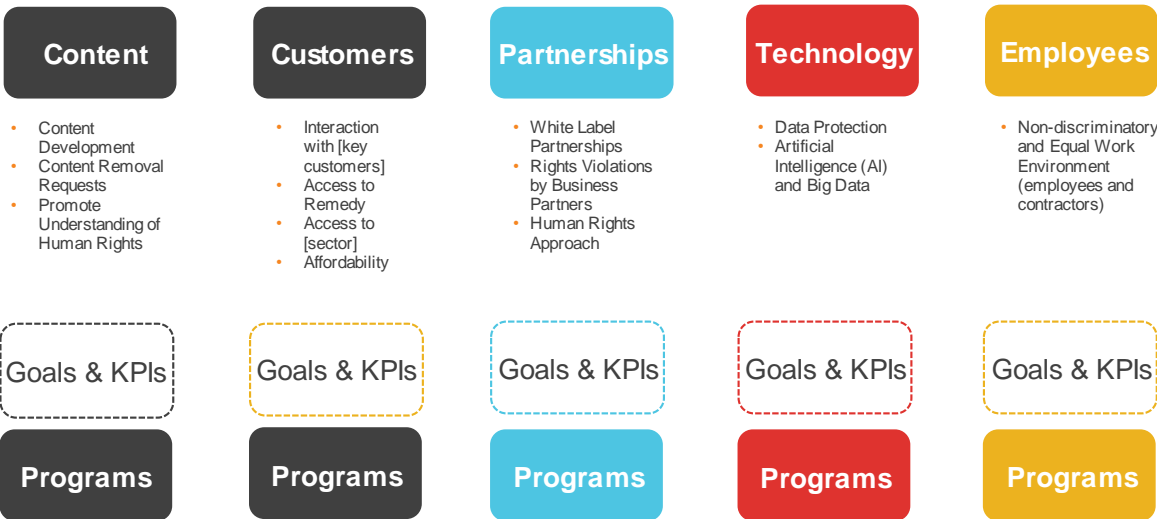 Content
Customers
Partnerships
Technology
Employees
• Content
Development
• Content Removal
Requests
• Promote
Understanding of
Human Rights
• Interaction
with [key
customers]
• Access to
Remedy
• Access to
[sector]
• Affordability
• White Label
Partnerships
• Rights Violations
by Business
Partners
• Human Rights
Approach
• Data Protection
• Artificial
Intelligence (AI)
and Big Data
• Non-discriminatory
and Equal Work
Environment
(employees and
contractors)
Goals & KPIs
Goals & KPIs
Goals & KPIs
Goals & KPIs
Goals & KPIs
Programs
Programs
Programs
Programs
Programs